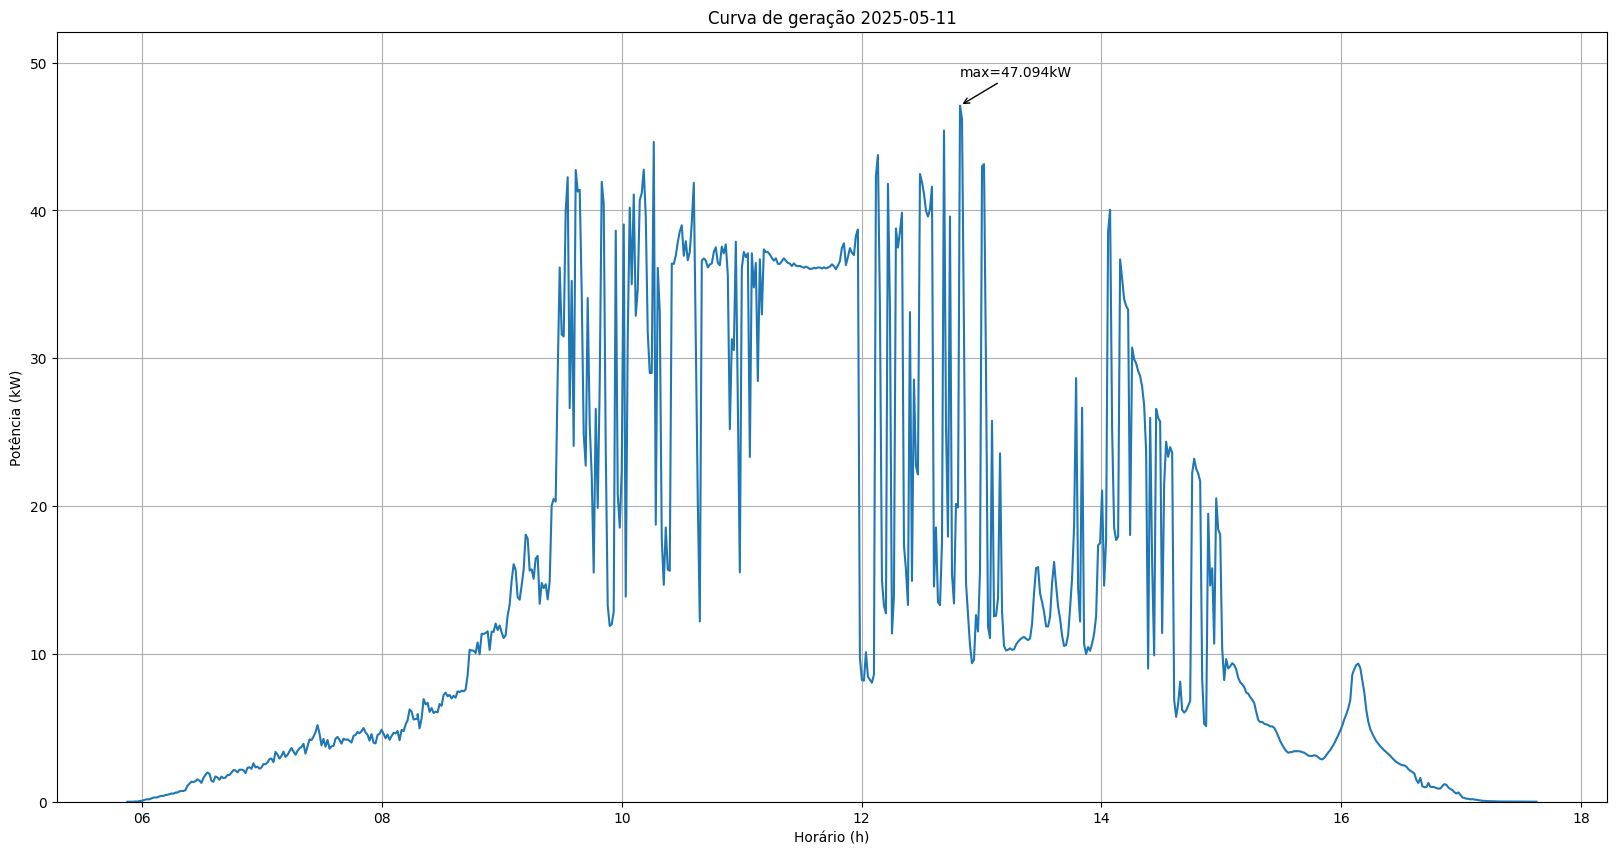 Curva de geração 2025-05-11
50
max=47.094kW
40
30
Potência (kW)
20
10
0
06 08 10 12 14 16 18
Horário (h)